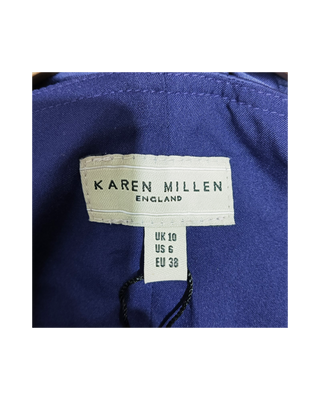 KAREN MILLEN
ENGLAND
UK 10
US 6
EU 38